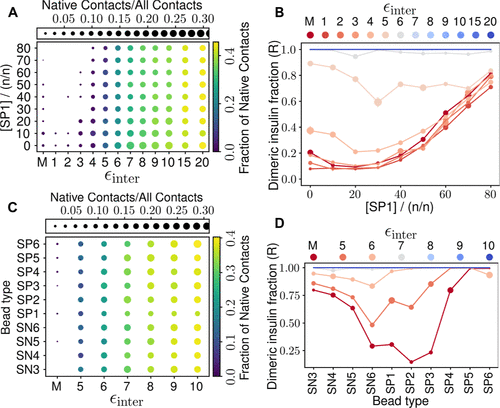 A
Native Contacts/All Contacts
0.05 0.10 0.15 0.20 0.25 0.30
[SP1] / (n/n)
80
70
60
50
40
30
20
10
0
M 1 2 3 4 5 6 7 8 9 10 15 20
ϵinter
0.4
0.2
0.0
Fraction of Native Contacts
B
ϵinter
M 1 2 3 4 5 6 7 8 9 10 15 20
Dimeric insulin fraction (R)
1.0
0.8
0.6
0.4
0.2
0 20 40 60 80
[SP1] / (n/n)
C
Native Contacts/All Contacts
0.05 0.10 0.15 0.20 0.25 0.30
Bead type
SP6
SP5
SP4
SP3
SP2
SP1
SN6
SN5
SN4
SN3
M 5 6 7 8 9 10
ϵinter
0.4
0.3
0.2
0.1
0.0
Fraction of Native Contacts
D
ϵinter
M 5 6 7 8 9 10
Dimeric insulin fraction (R)
1.00
0.75
0.50
0.25
SN3 SN4 SN5 SN6 SP1 SP2 SP3 SP4 SP5 SP6
Bead type